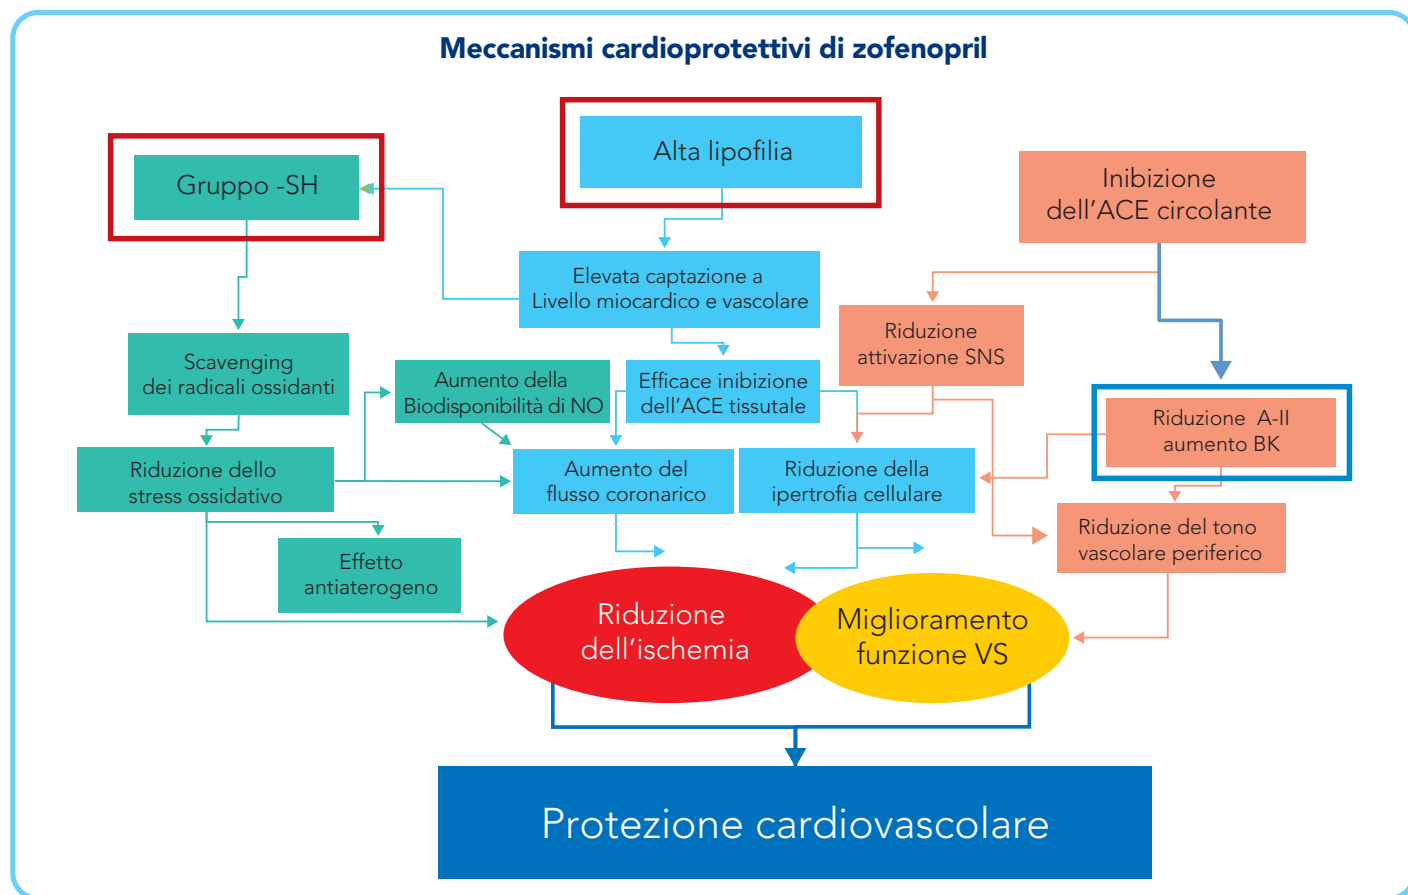 Meccanismi cardioprotettivi di zofenopril
Gruppo -SH
Alta lipofilia
Inibizione
dell'ACE circolante
Elevata captazione a
Livello miocardico e vascolare
Riduzione
attivazione SNS
Scavenging
dei radicali ossidanti
Aumento della
Biodisponibilità di NO
Efficace inibizione
dell'ACE tissutale
Riduzione A-II
aumento BK
Riduzione dello
stress ossidativo
Aumento del
flusso coronarico
Riduzione della
ipertrofia cellulare
Riduzione del tono
vascolare periferico
Effetto
antiaterogeno
Riduzione
dell'ischemia
Miglioramento
funzione VS
Protezione cardiovascolare